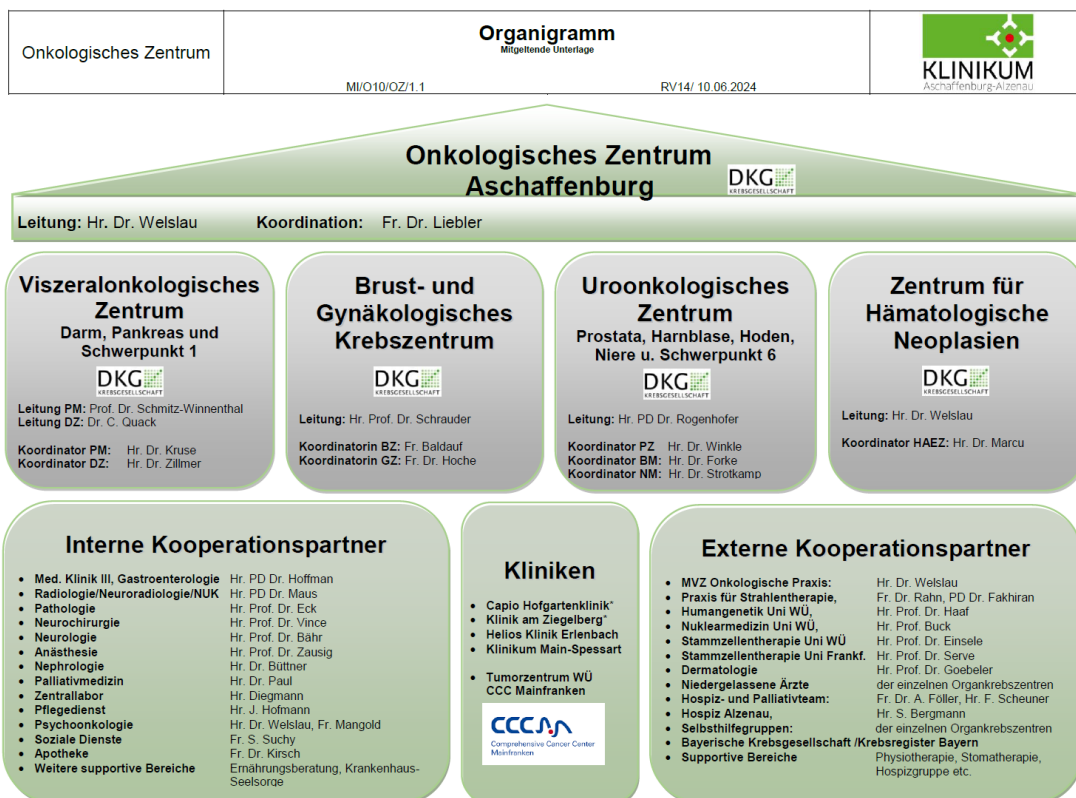 Onkologisches Zentrum
Organigramm
Mitgeltende Unterlage
MI/O10/OZ/1.1 RV14/ 10.06.2024
KLINIKUM
Aschaffenburg-Alzenau
Onkologisches Zentrum
Aschaffenburg
DKG
KREBSGESELLSCHAFT
Leitung: Hr. Dr. Welslau Koordination: Fr. Dr. Liebler
Viszeralonkologisches
Zentrum
Darm, Pankreas und
Schwerpunkt 1
DKG
KREBSGESELLSCHAFT
Leitung PM: Prof. Dr. Schmitz-Winnenthal
Leitung DZ: Dr. C. Quack
Koordinator PM: Hr. Dr. Kruse
Koordinator DZ: Hr. Dr. Zillmer
Brust- und
Gynäkologisches
Krebszentrum
DKG
KREBSGESELLSCHAFT
Leitung: Hr. Prof. Dr. Schrauder
Koordinatorin BZ: Fr. Baldauf
Koordinatorin GZ: Fr. Dr. Hoche
Uroonkologisches
Zentrum
Prostata, Harnblase, Hoden,
Niere u. Schwerpunkt 6
DKG
KREBSGESELLSCHAFT
Leitung: Hr. PD Dr. Rogenhofer
Koordinator PZ Hr. Dr. Winkle
Koordinator BM: Hr. Dr. Forke
Koordinator NM: Hr. Dr. Strotkamp
Zentrum für
Hämatologische
Neoplasien
DKG
KREBSGESELLSCHAFT
Leitung: Hr. Dr. Welslau
Koordinator HAEZ: Hr. Dr. Marcu
Interne Kooperationspartner
• Med. Klinik III, Gastroenterologie Hr. PD Dr. Hoffman
• Radiologie/Neuroradiologie/NUK Hr. PD Dr. Maus
• Pathologie Hr. Prof. Dr. Eck
• Neurochirurgie Hr. Prof. Dr. Vince
• Neurologie Hr. Prof. Dr. Bähr
• Anästhesie Hr. Prof. Dr. Zausig
• Nephrologie Hr. Dr. Büttner
• Palliativmedizin Hr. Dr. Paul
• Zentrallabor Hr. Diegmann
• Pflegedienst Hr. J. Hofmann
• Psychoonkologie Hr. Dr. Welslau, Fr. Mangold
• Soziale Dienste Fr. S. Suchy
• Apotheke Fr. Dr. Kirsch
• Weitere supportive Bereiche Ernährungsberatung, Krankenhaus-
Seelsorge
Kliniken
• Capio Hofgartenklinik*
• Klinik am Ziegelberg*
• Helios Klinik Erlenbach
• Klinikum Main-Spessart
• Tumorzentrum WÜ
CCC Mainfranken
CCC
Comprehensive Cancer Center
Mainfranken
Externe Kooperationspartner
• MVZ Onkologische Praxis: Hr. Dr. Welslau
• Praxis für Strahlentherapie, Fr. Dr. Rahn, PD Dr. Fakhiran
• Humangenetik Uni WÜ, Hr. Prof. Dr. Haaf
• Nuklearmedizin Uni WÜ, Hr. Prof. Buck
• Stammzellentherapie Uni WÜ Hr. Prof. Dr. Einsele
• Stammzellentherapie Uni Frankf. Hr. Prof. Dr. Serve
• Dermatologie Hr. Prof. Dr. Goebeler
• Niedergelassene Ärzte der einzelnen Organkrebszentren
• Hospiz- und Palliativteam: Fr. Dr. A. Föller, Hr. F. Scheuner
• Hospiz Alzenau, Hr. S. Bergmann
• Selbsthilfegruppen: der einzelnen Organkrebszentren
• Bayerische Krebsgesellschaft /Krebsregister Bayern
• Supportive Bereiche Physiotherapie, Stomatherapie,
Hospizgruppe etc.